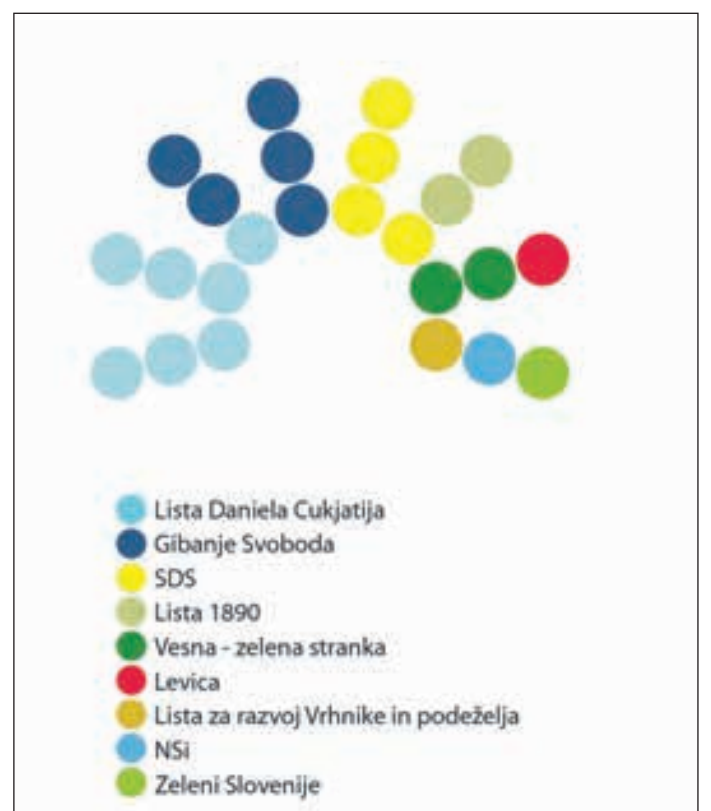 Lista Daniela Cukjatija
Gibanje Svoboda
SDS
Lista 1890
Vesna - zelena stranka
Levica
Lista za razvoj Vrhnike in podeželja
NSi
Zeleni Slovenije